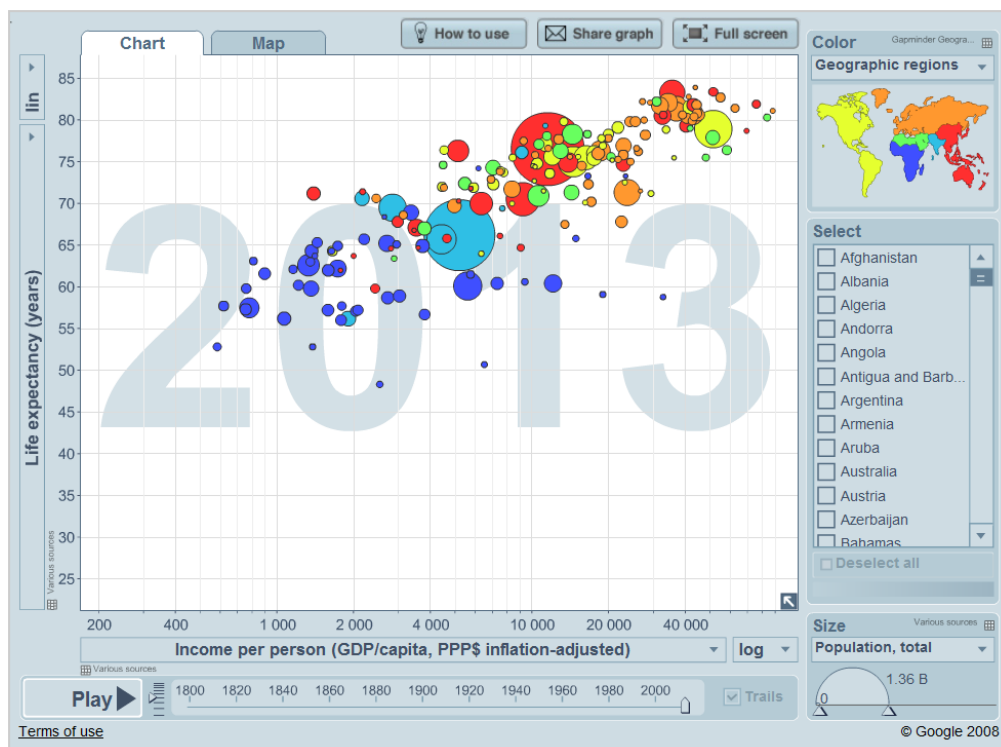 Chart
Map
How to use
Share graph
Full screen
Color
Gapminder Geogra...
Geographic regions
lin
Life expectancy (years)
Various sources
2013
85
80
75
70
65
60
55
50
45
40
35
30
25
200
400
1 000
2 000
4 000
10 000
20 000
40 000
Income per person (GDP/capita, PPP$ inflation-adjusted)
log
Various sources
Select
Afghanistan
Albania
Algeria
Andorra
Angola
Antigua and Barb...
Argentina
Armenia
Aruba
Australia
Austria
Azerbaijan
Bahamas
Deselect all
Size
Various sources
Population, total
1.36 B
0
Play
1800
1820
1840
1860
1880
1900
1920
1940
1960
1980
2000
Trails
Terms of use
© Google 2008